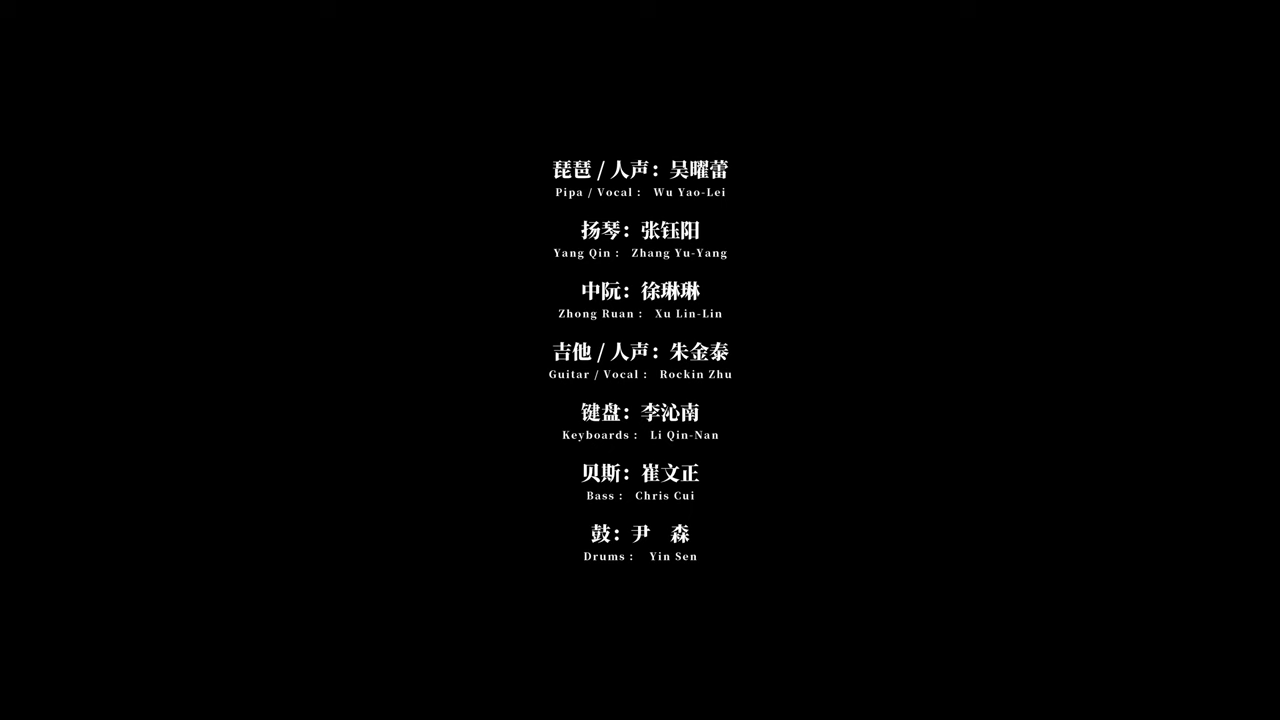 琵琶 / 人声：吴曜蕾
Pipa / Vocal : Wu Yao-Lei
扬琴：张钰阳
Yang Qin : Zhang Yu-Yang
中阮：徐琳琳
Zhong Ruan : Xu Lin-Lin
吉他 / 人声：朱金泰
Guitar / Vocal : Rockin Zhu
键盘：李沁南
Keyboards : Li Qin-Nan
贝斯：崔文正
Bass : Chris Cui
鼓：尹　森
Drums : Yin Sen